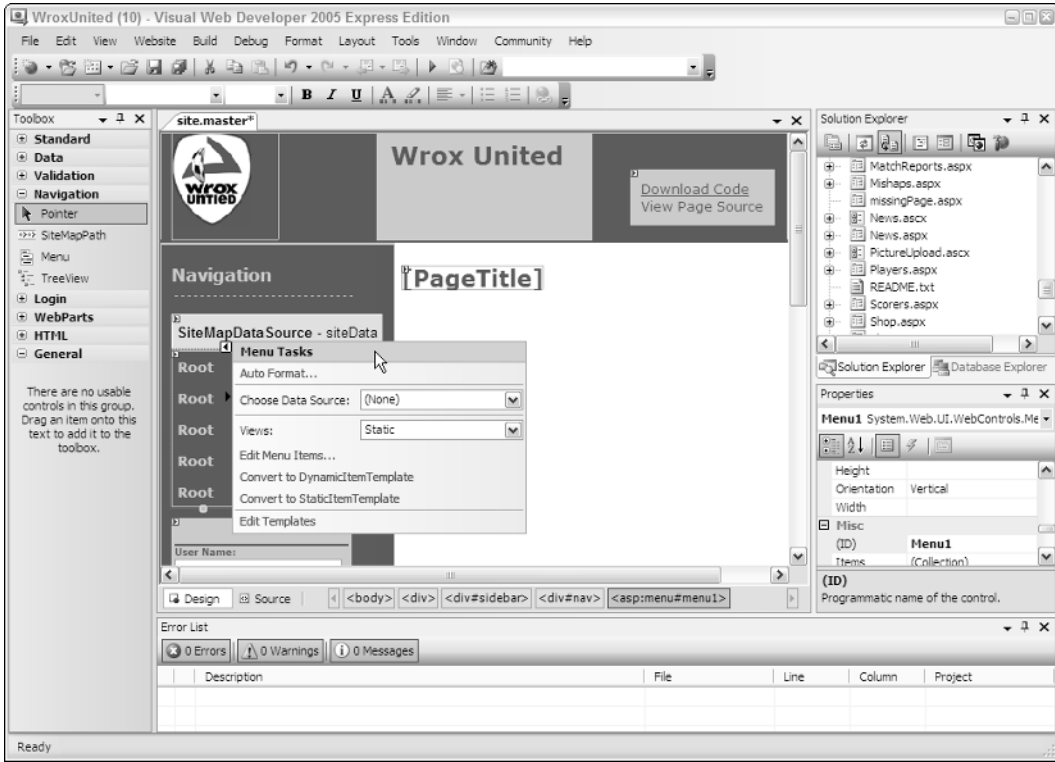 WroxUnited (10) - Visual Web Developer 2005 Express Edition
File Edit View Website Build Debug Format Layout Tools Window Community Help
B I U
Toolbox
Standard
Data
Validation
Navigation
Pointer
SiteMapPath
Menu
TreeView
Login
WebParts
HTML
General
There are no usable
controls in this group.
Drag an item onto this
text to add it to the
toolbox.
site.master*
wrox
UNTIED
Wrox United
Download Code
View Page Source
Navigation
[PageTitle]
SiteMapDataSource - siteData
Root
Root
Root
Root
Root
Menu Tasks
Auto Format...
Choose Data Source: (None)
Views: Static
Edit Menu Items...
Convert to DynamicItemTemplate
Convert to StaticItemTemplate
Edit Templates
User Name:
Design Source <body> <div> <div#sidebar> <div#nav> <asp:menu#menu1>
Solution Explorer
MatchReports.aspx
Mishaps.aspx
missingPage.aspx
News.ascx
News.aspx
PictureUpload.ascx
Players.aspx
README.txt
Scorers.aspx
Shop.aspx
Solution Explorer Database Explorer
Properties
Menu1 System.Web.UI.WebControls.Me
Height
Orientation Vertical
Width
Misc
(ID) Menu1
Items (Collection)
(ID)
Programmatic name of the control.
Error List
0 Errors 0 Warnings 0 Messages
Description File Line Column Project
Ready